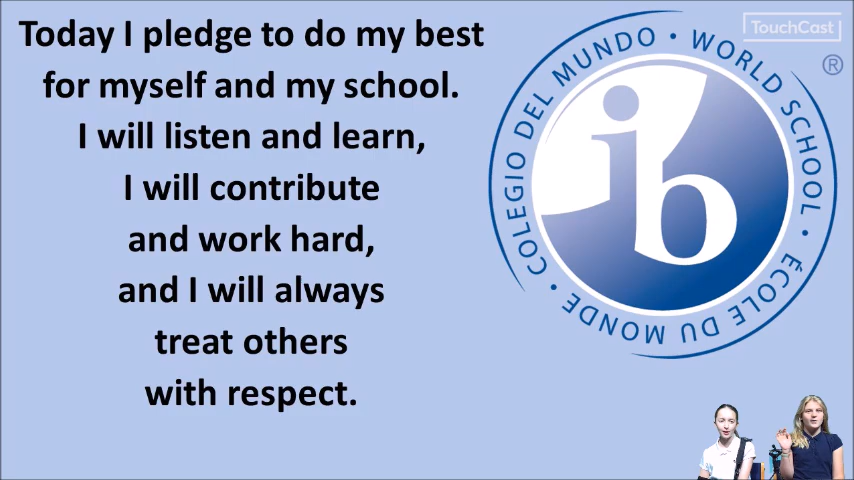 Today I pledge to do my best
for myself and my school.
I will listen and learn,
I will contribute
and work hard,
and I will always
treat others
with respect.
TouchCast
®
COLEGIO DEL MUNDO • WORLD SCHOOL • ÉCOLE DU MONDE •
ib